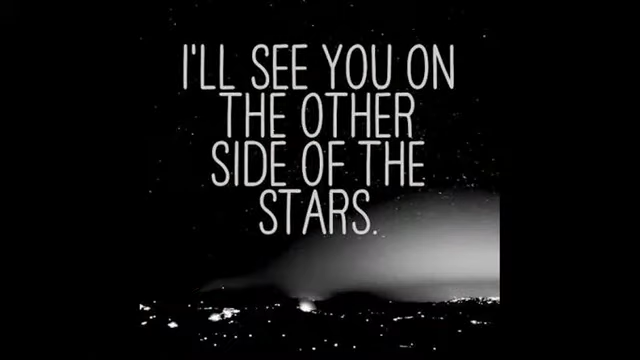 I'LL SEE YOU ON
THE OTHER
SIDE OF THE
STARS.